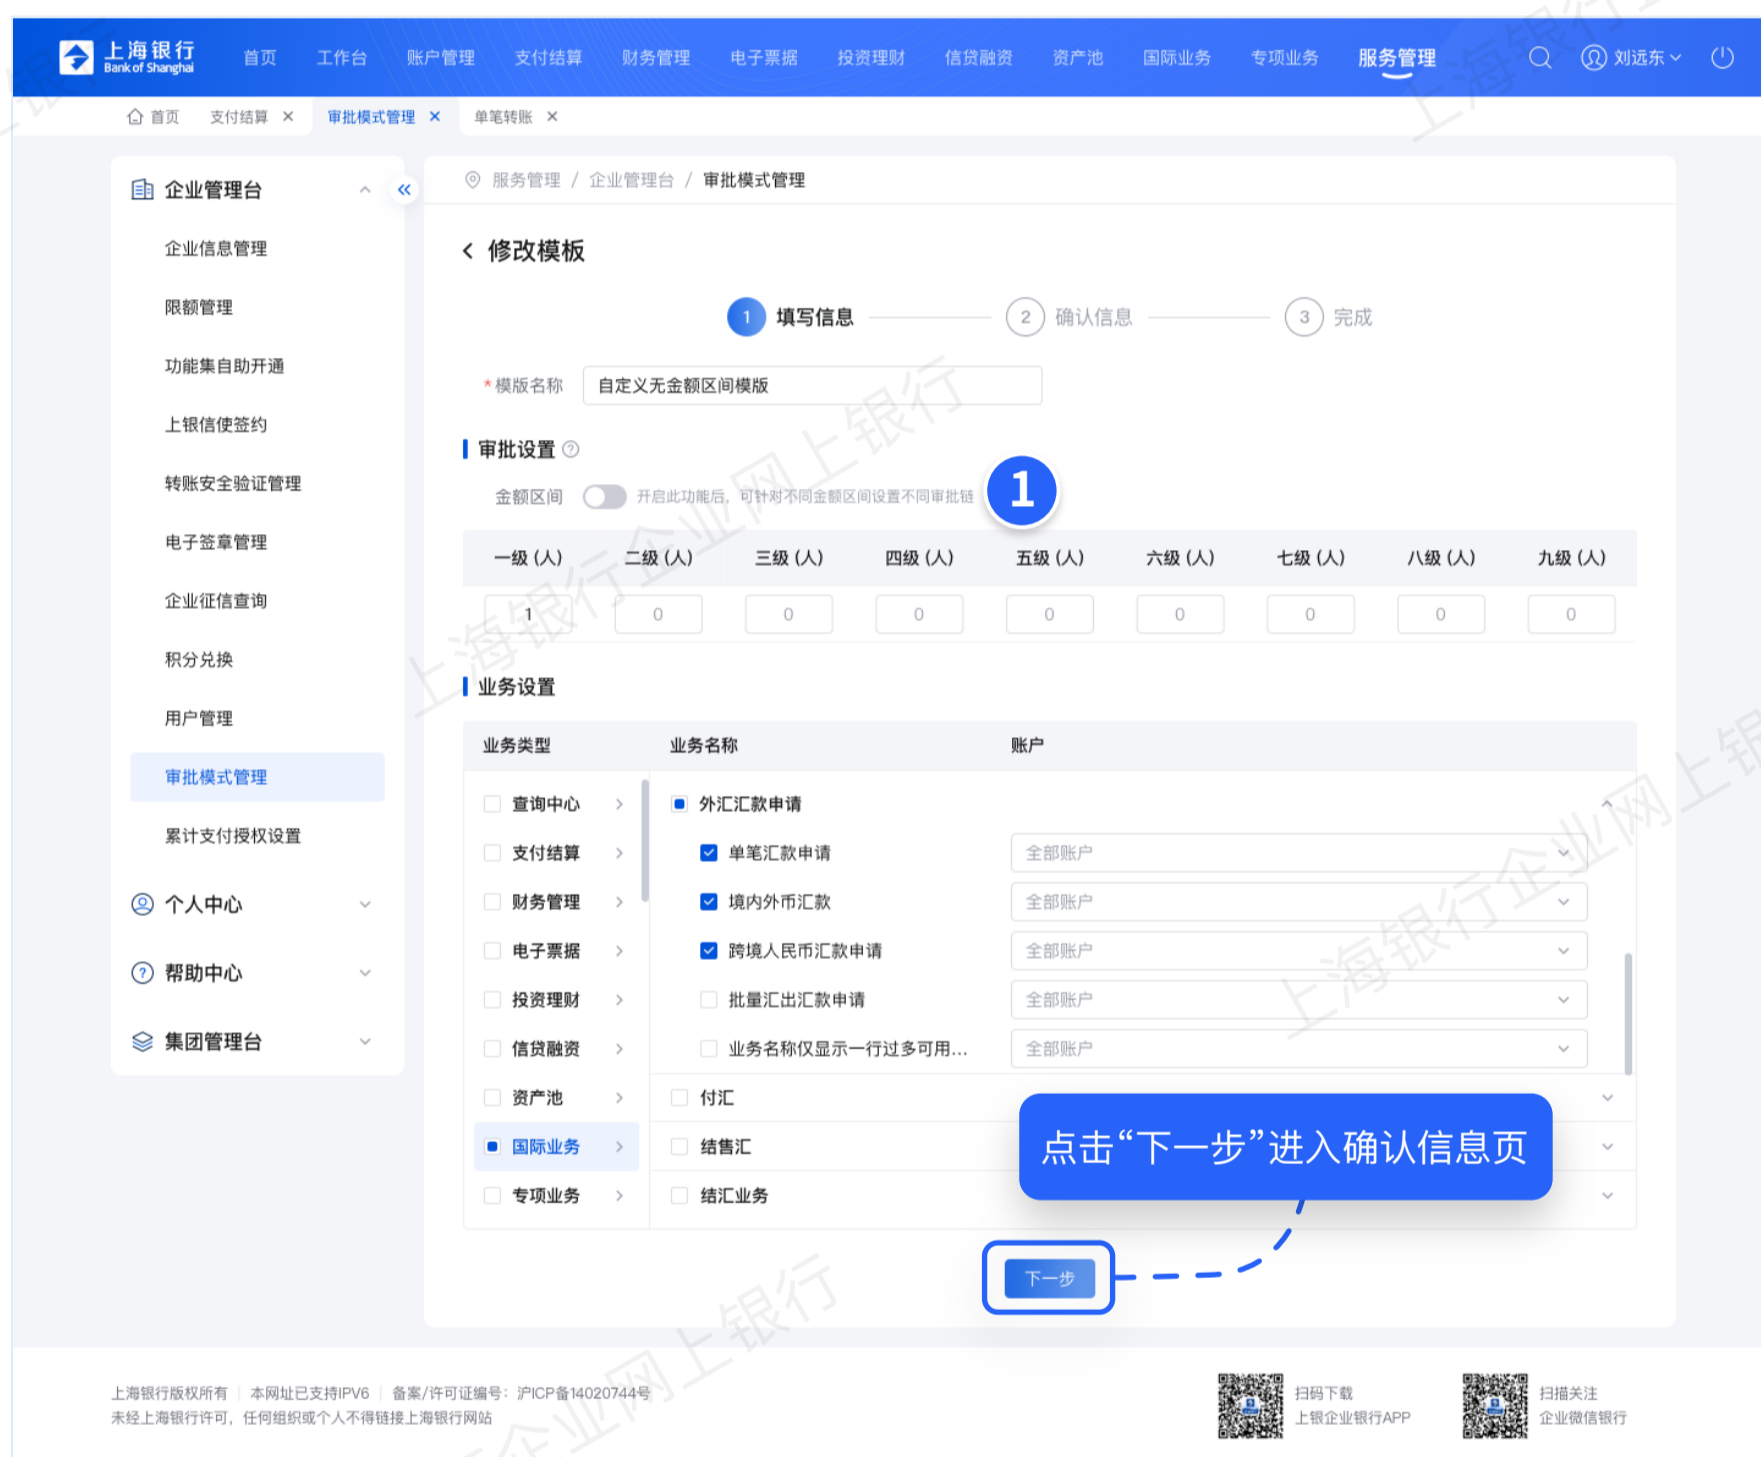 上海银行 Bank of Shanghai 首页 工作台 账户管理 支付结算 财务管理 电子票据 投资理财 信贷融资 资产池 国际业务 专项业务 服务管理 刘远东
首页 支付结算 × 审批模式管理 × 单笔转账 ×
企业管理台
企业信息管理
限额管理
功能集自助开通
上银信使签约
转账安全验证管理
电子签章管理
企业征信查询
积分兑换
用户管理
审批模式管理
累计支付授权设置
个人中心
帮助中心
集团管理台
服务管理 / 企业管理台 / 审批模式管理
修改模板
1 填写信息 2 确认信息 3 完成
*模版名称 自定义无金额区间模版
审批设置
金额区间 开启此功能后，可针对不同金额区间设置不同审批链 1
一级 (人) 二级 (人) 三级 (人) 四级 (人) 五级 (人) 六级 (人) 七级 (人) 八级 (人) 九级 (人)
1 0 0 0 0 0 0 0 0
业务设置
业务类型 业务名称 账户
查询中心
支付结算
财务管理
电子票据
投资理财
信贷融资
资产池
国际业务
专项业务
外汇汇款申请
单笔汇款申请 全部账户
境内外币汇款 全部账户
跨境人民币汇款申请 全部账户
批量汇出汇款申请 全部账户
业务名称仅显示一行过多可用... 全部账户
付汇
结售汇
结汇业务
点击“下一步”进入确认信息页
下一步
上海银行版权所有 本网址已支持IPV6 备案/许可证编号：沪ICP备14020744号
未经上海银行许可，任何组织或个人不得链接上海银行网站
扫码下载
上银企业银行APP
扫描关注
企业微信银行
上海银行企业网上银行